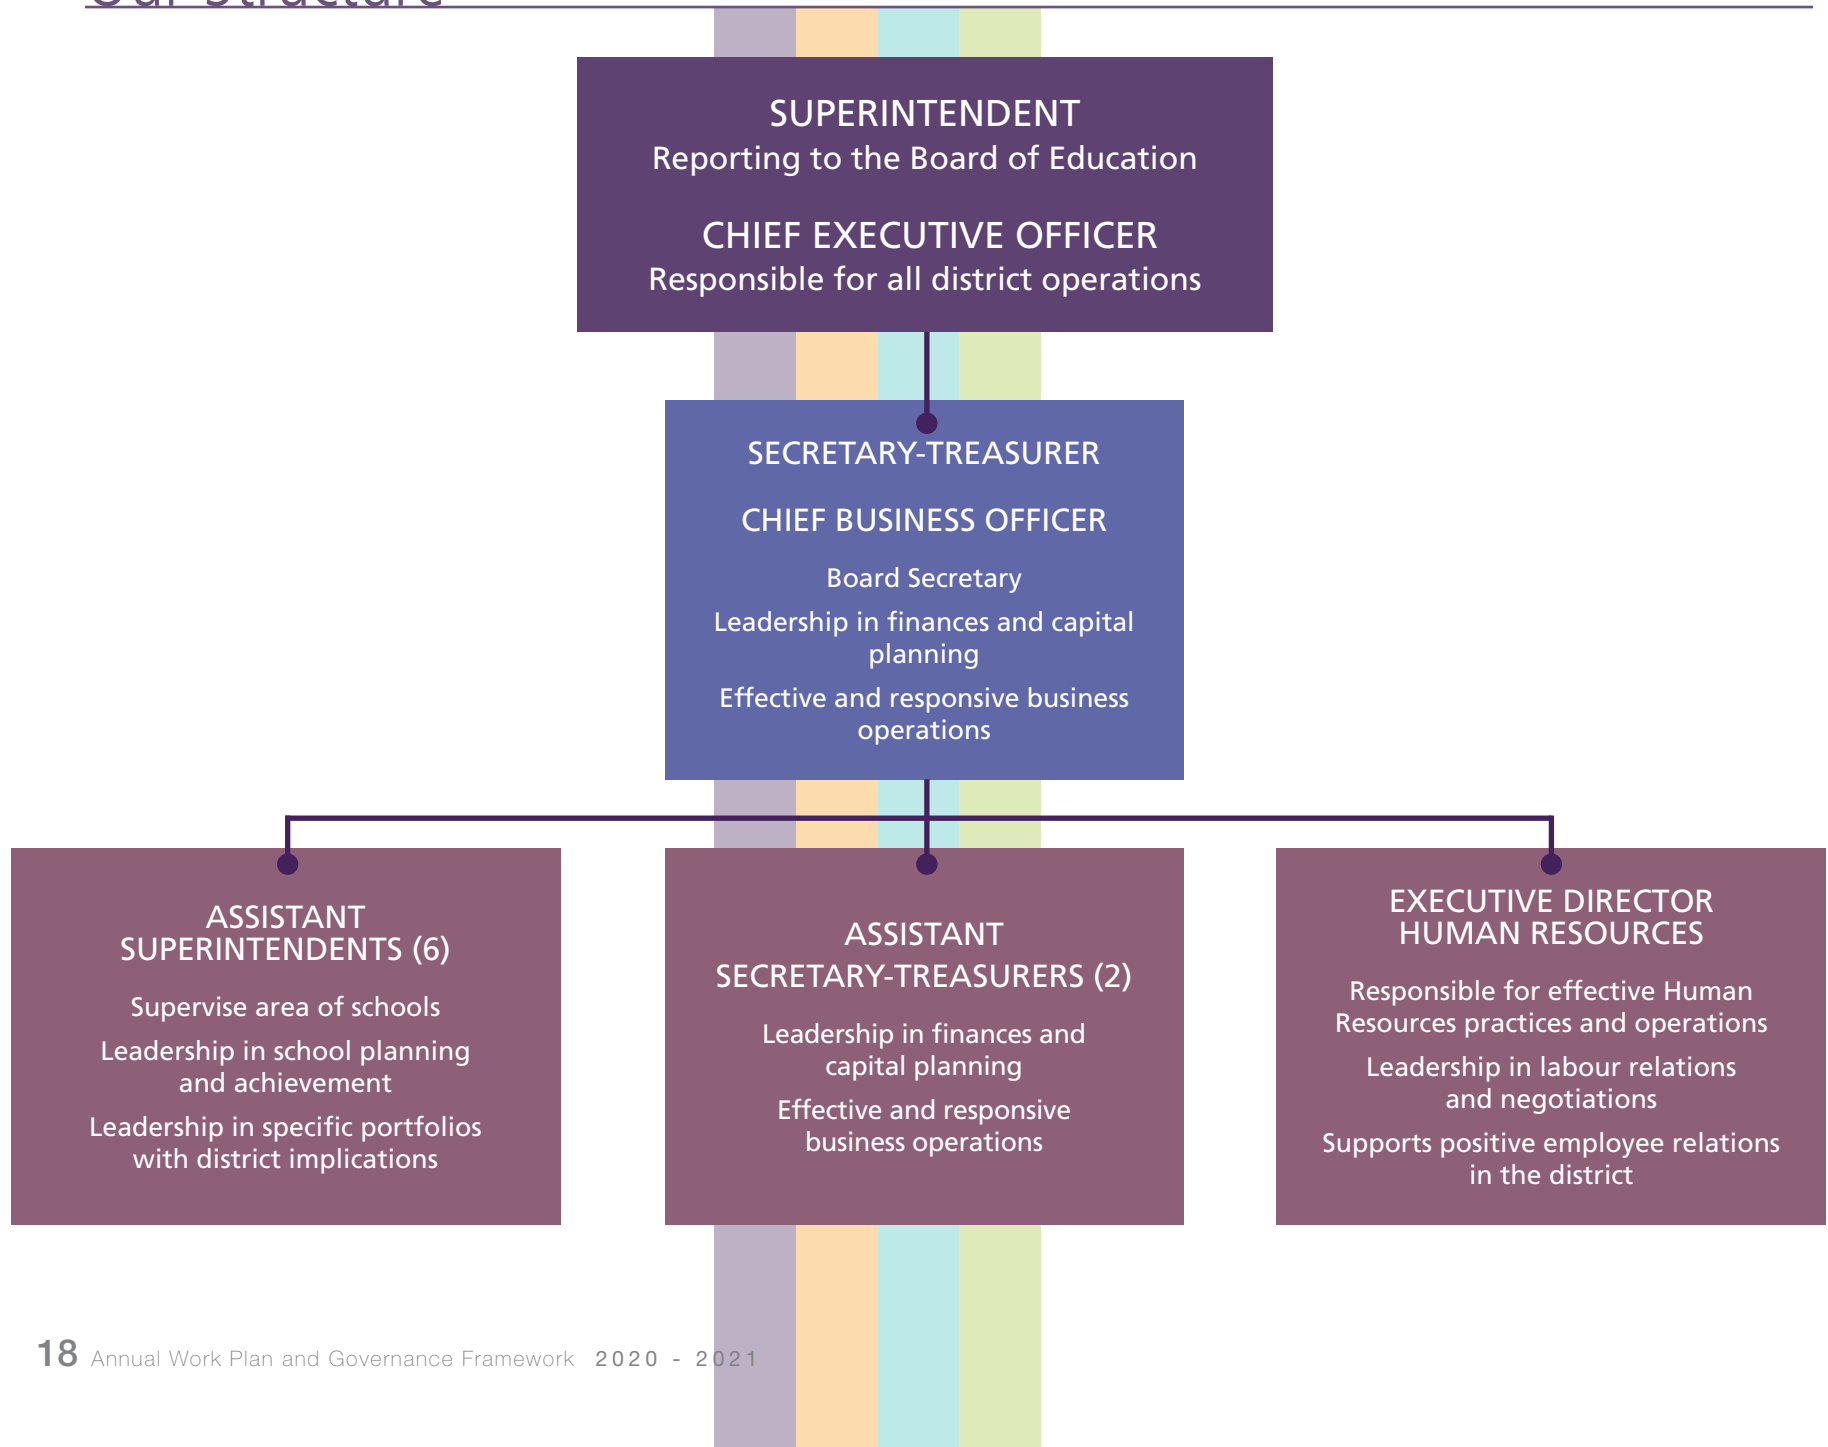 Our Structure
SUPERINTENDENT
Reporting to the Board of Education
CHIEF EXECUTIVE OFFICER
Responsible for all district operations
SECRETARY-TREASURER
CHIEF BUSINESS OFFICER
Board Secretary
Leadership in finances and capital
planning
Effective and responsive business
operations
ASSISTANT
SUPERINTENDENTS (6)
Supervise area of schools
Leadership in school planning
and achievement
Leadership in specific portfolios
with district implications
ASSISTANT
SECRETARY-TREASURERS (2)
Leadership in finances and
capital planning
Effective and responsive
business operations
EXECUTIVE DIRECTOR
HUMAN RESOURCES
Responsible for effective Human
Resources practices and operations
Leadership in labour relations
and negotiations
Supports positive employee relations
in the district
18 Annual Work Plan and Governance Framework 2020 - 2021